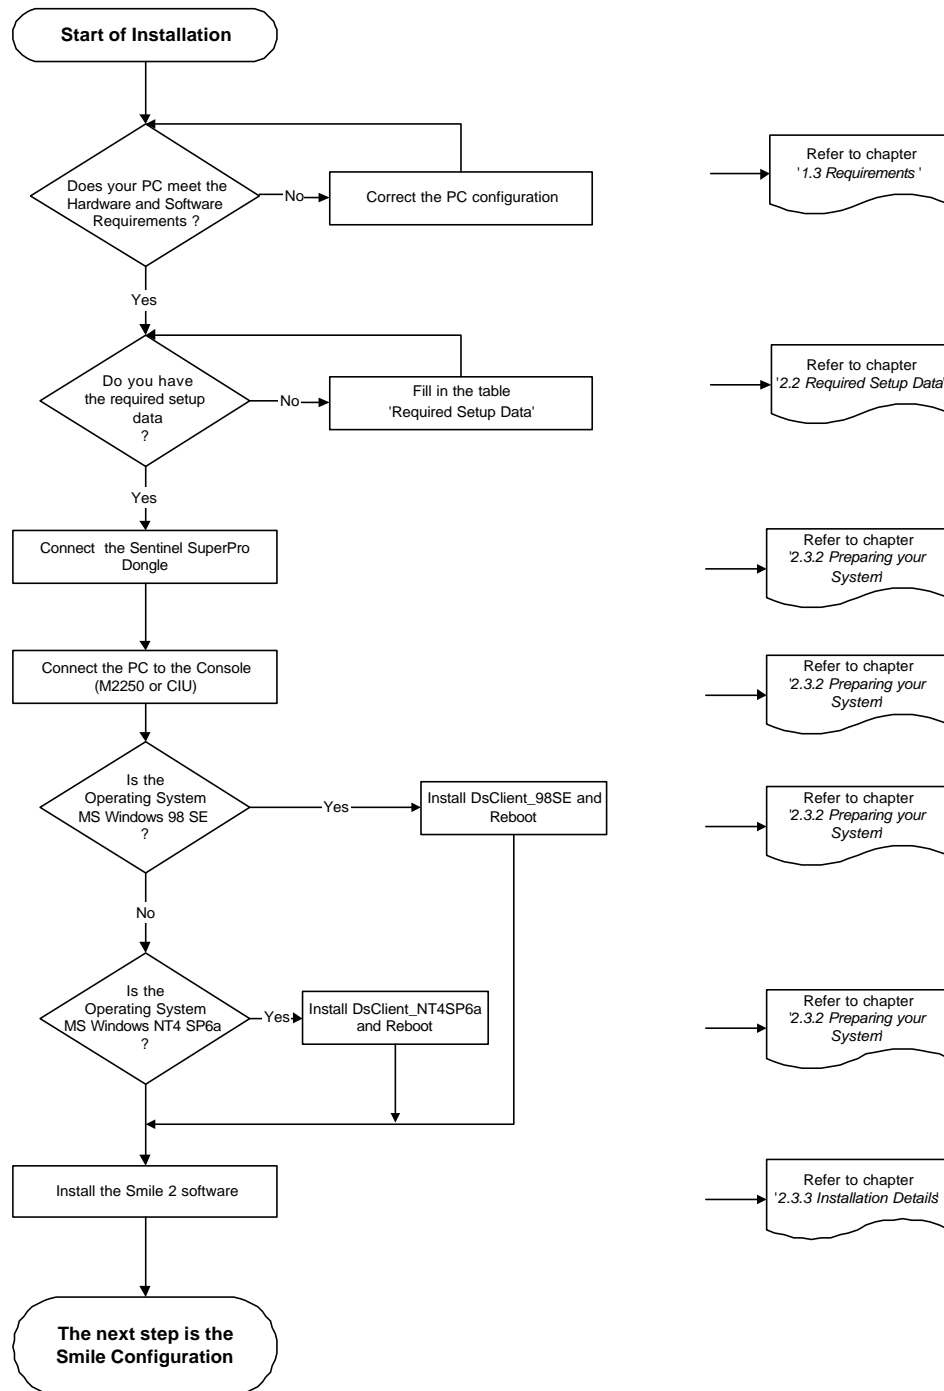 Start of Installation
Does your PC meet the
Hardware and Software
Requirements ?
No
Correct the PC configuration
Refer to chapter
'1.3 Requirements '
Yes
Do you have
the required setup
data
?
No
Fill in the table
'Required Setup Data'
Refer to chapter
'2.2 Required Setup Data'
Yes
Connect the Sentinel SuperPro
Dongle
Refer to chapter
'2.3.2 Preparing your
System'
Connect the PC to the Console
(M2250 or CIU)
Refer to chapter
'2.3.2 Preparing your
System'
Is the
Operating System
MS Windows 98 SE
?
Yes
Install DsClient_98SE and
Reboot
Refer to chapter
'2.3.2 Preparing your
System'
No
Is the
Operating System
MS Windows NT4 SP6a
?
Yes
Install DsClient_NT4SP6a
and Reboot
Refer to chapter
'2.3.2 Preparing your
System'
Install the Smile 2 software
Refer to chapter
'2.3.3 Installation Details'
The next step is the
Smile Configuration